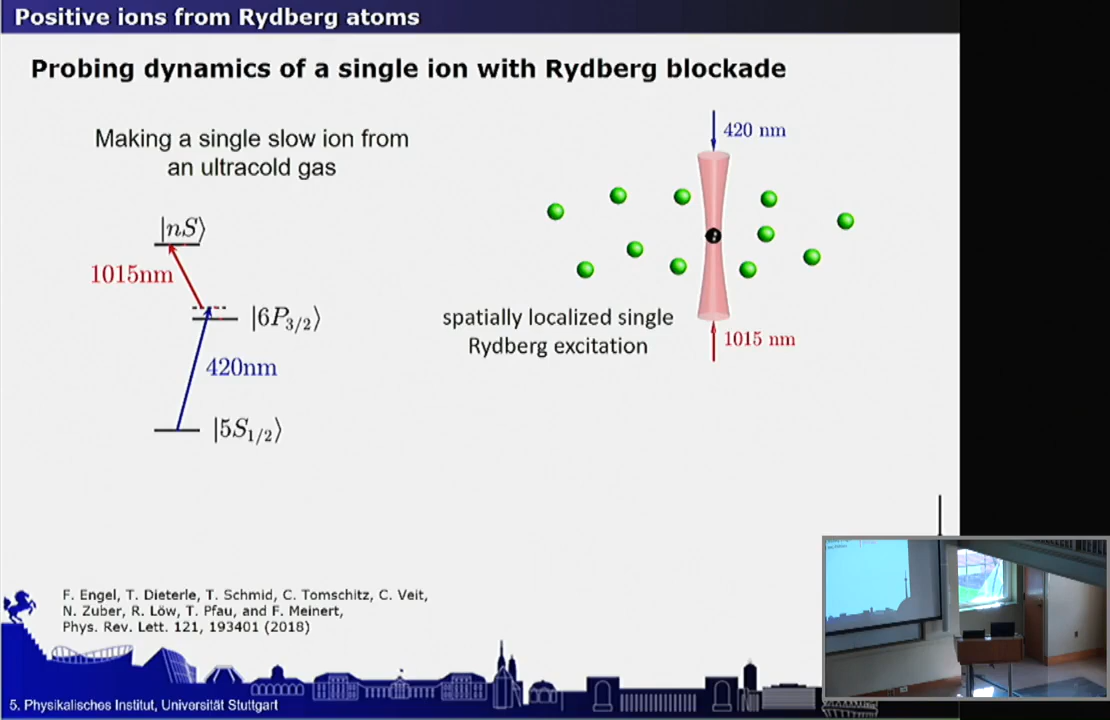 Positive ions from Rydberg atoms
Probing dynamics of a single ion with Rydberg blockade
Making a single slow ion from
an ultracold gas
|nS⟩
1015nm
|6P3/2⟩
420nm
|5S1/2⟩
420 nm
spatially localized single
Rydberg excitation
1015 nm
F. Engel, T. Dieterle, T. Schmid, C. Tomschitz, C. Veit,
N. Zuber, R. Löw, T. Pfau, and F. Meinert,
Phys. Rev. Lett. 121, 193401 (2018)
5. Physikalisches Institut, Universität Stuttgart